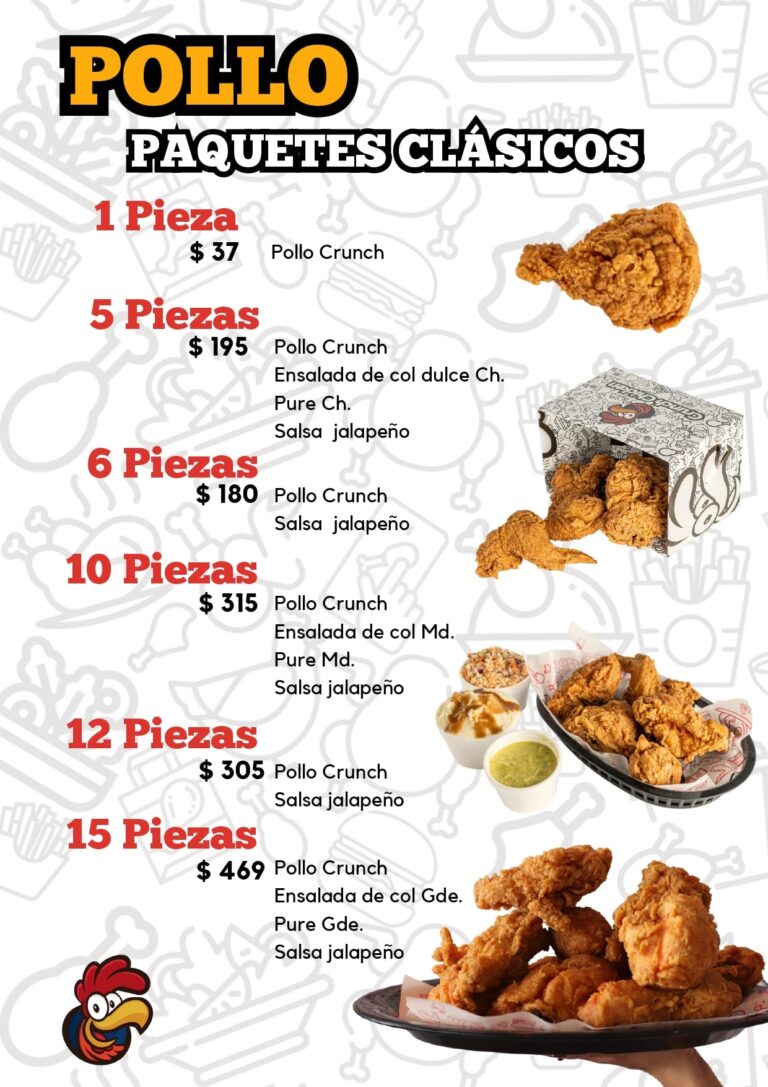 POLLO
PAQUETES CLÁSICOS
1 Pieza
$ 37 Pollo Crunch
5 Piezas
$ 195 Pollo Crunch
Ensalada de col dulce Ch.
Pure Ch.
Salsa jalapeño
6 Piezas
$ 180 Pollo Crunch
Salsa jalapeño
10 Piezas
$ 315 Pollo Crunch
Ensalada de col Md.
Pure Md.
Salsa jalapeño
12 Piezas
$ 305 Pollo Crunch
Salsa jalapeño
15 Piezas
$ 469 Pollo Crunch
Ensalada de col Gde.
Pure Gde.
Salsa jalapeño